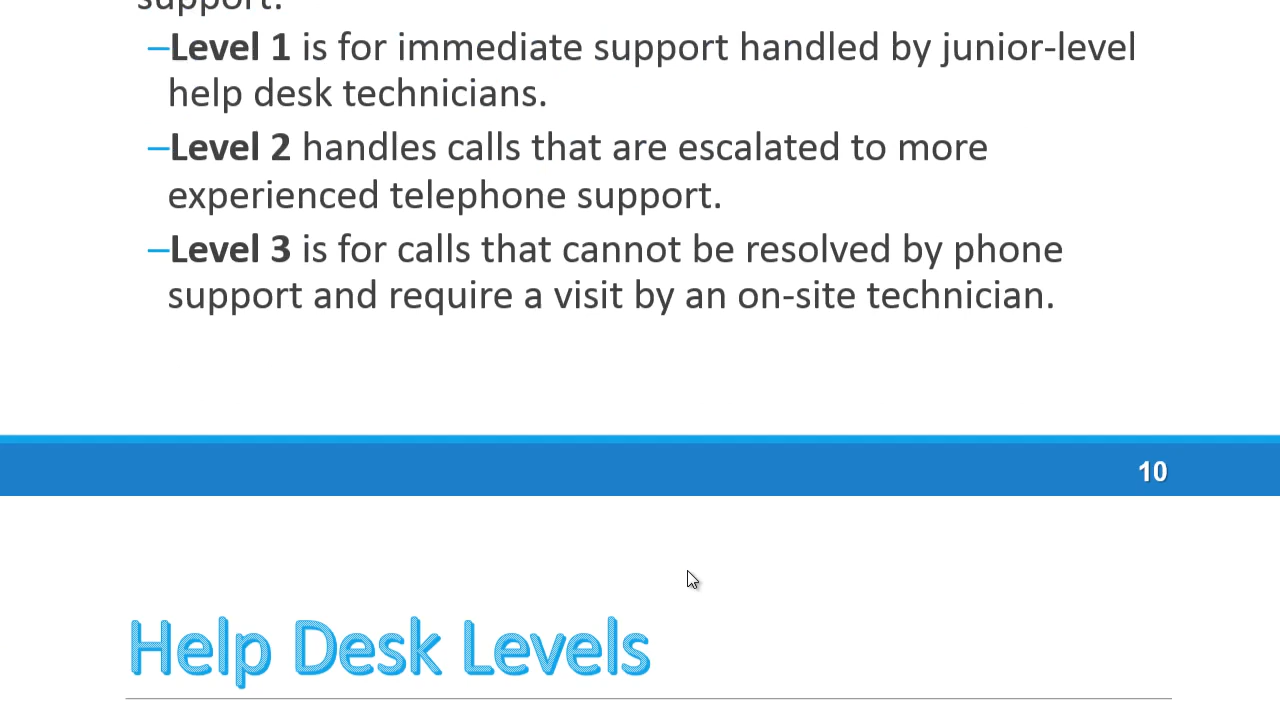 support.
–Level 1 is for immediate support handled by junior-level
help desk technicians.
–Level 2 handles calls that are escalated to more
experienced telephone support.
–Level 3 is for calls that cannot be resolved by phone
support and require a visit by an on-site technician.
10
Help Desk Levels